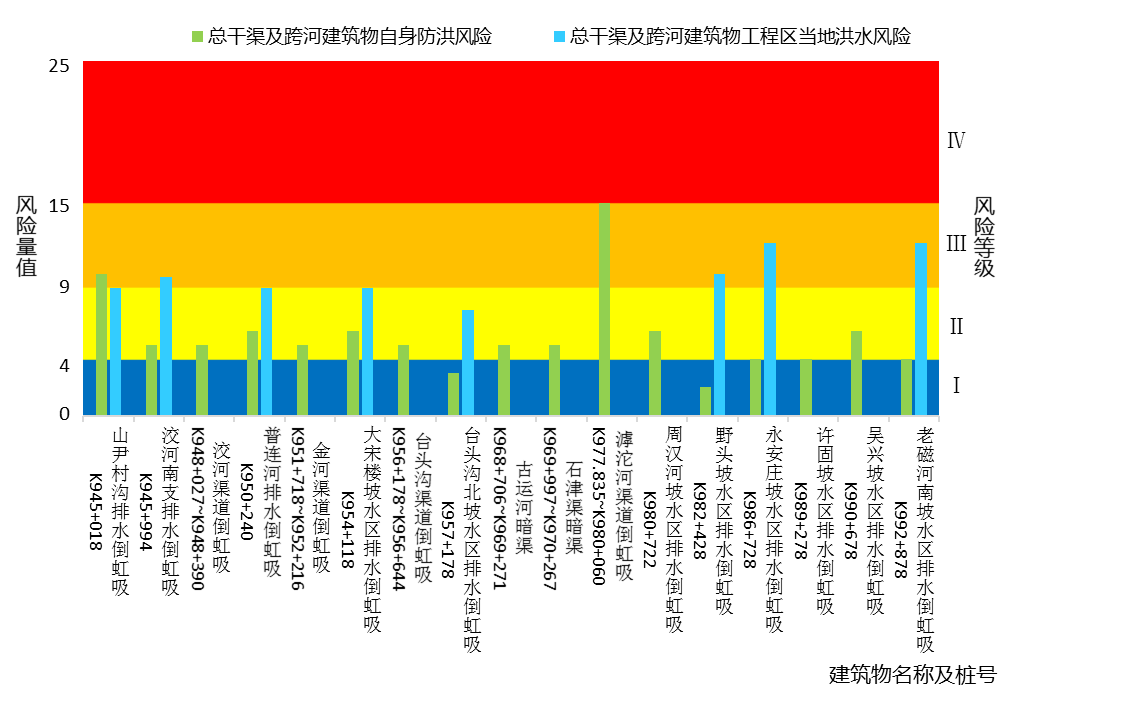 总干渠及跨河建筑物自身防洪风险
总干渠及跨河建筑物工程区当地洪水风险
25
15
9
4
0
风险量值
Ⅳ
Ⅲ
Ⅱ
Ⅰ
风险等级
山尹村沟排水倒虹吸
K945+018
洨河南支排水倒虹吸
K945+994
洨河渠道倒虹吸
K948+027~K948+390
普连河排水倒虹吸
K950+240
金河渠道倒虹吸
K951+718~K952+216
大宋楼坡水区排水倒虹吸
K954+118
台头沟渠道倒虹吸
K956+178~K956+644
台头沟北坡水区排水倒虹吸
K957+178
古运河暗渠
K968+706~K969+271
石津渠暗渠
K969+997~K970+267
滹沱河渠道倒虹吸
K977.835~K980+060
周汉河坡水区排水倒虹吸
K980+722
野头坡水区排水倒虹吸
K982+428
永安庄坡水区排水倒虹吸
K986+728
许固坡水区排水倒虹吸
K989+278
吴兴坡水区排水倒虹吸
K990+678
老磁河南坡水区排水倒虹吸
K992+878
建筑物名称及桩号